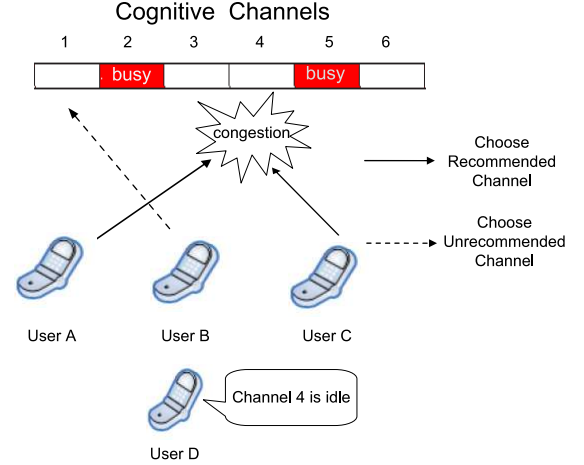 Cognitive Channels
1 2 3 4 5 6
busy busy
congestion
Choose
Recommended
Channel
Choose
Unrecommended
Channel
User A User B User C
Channel 4 is idle
User D